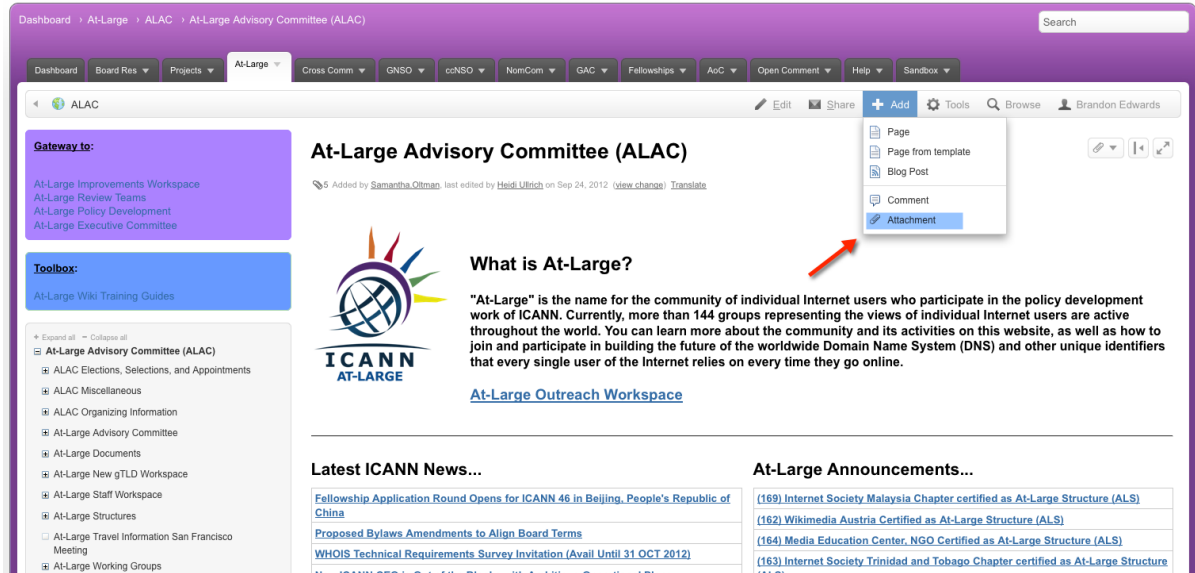 Dashboard › At-Large › ALAC › At-Large Advisory Committee (ALAC)
Search
Dashboard Board Res Projects At-Large Cross Comm GNSO ccNSO NomCom GAC Fellowships AoC Open Comment Help Sandbox
ALAC
Edit Share Add Tools Browse Brandon Edwards
Page
Page from template
Blog Post
Comment
Attachment
Gateway to:
At-Large Improvements Workspace
At-Large Review Teams
At-Large Policy Development
At-Large Executive Committee
Toolbox:
At-Large Wiki Training Guides
Expand all Collapse all
At-Large Advisory Committee (ALAC)
ALAC Elections, Selections, and Appointments
ALAC Miscellaneous
ALAC Organizing Information
At-Large Advisory Committee
At-Large Documents
At-Large New gTLD Workspace
At-Large Staff Workspace
At-Large Structures
At-Large Travel Information San Francisco
Meeting
At-Large Working Groups
At-Large Advisory Committee (ALAC)
5 Added by Samantha.Oltman, last edited by Heidi Ullrich on Sep 24, 2012 (view change) Translate
ICANN
AT-LARGE
What is At-Large?
"At-Large" is the name for the community of individual Internet users who participate in the policy development
work of ICANN. Currently, more than 144 groups representing the views of individual Internet users are active
throughout the world. You can learn more about the community and its activities on this website, as well as how to
join and participate in building the future of the worldwide Domain Name System (DNS) and other unique identifiers
that every single user of the Internet relies on every time they go online.
At-Large Outreach Workspace
Latest ICANN News...
Fellowship Application Round Opens for ICANN 46 in Beijing, People's Republic of
China
Proposed Bylaws Amendments to Align Board Terms
WHOIS Technical Requirements Survey Invitation (Avail Until 31 OCT 2012)
At-Large Announcements...
(169) Internet Society Malaysia Chapter certified as At-Large Structure (ALS)
(162) Wikimedia Austria Certified as At-Large Structure (ALS)
(164) Media Education Center, NGO Certified as At-Large Structure (ALS)
(163) Internet Society Trinidad and Tobago Chapter certified as At-Large Structure